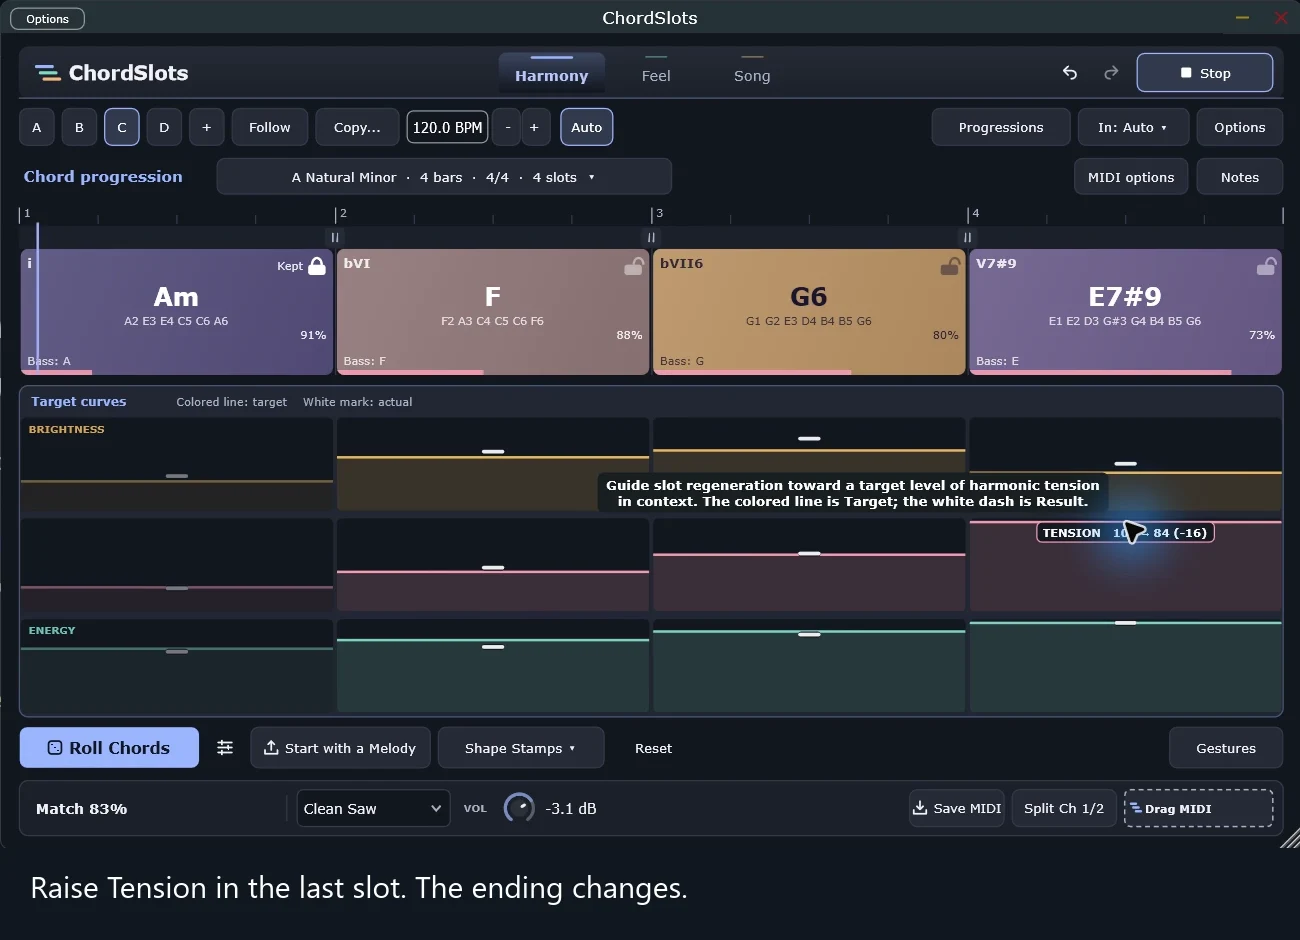 Options
ChordSlots
ChordSlots
Harmony
Feel
Song
Stop
A
B
C
D
+
Follow
Copy...
120.0 BPM
-
+
Auto
Progressions
In: Auto
Options
Chord progression
A Natural Minor · 4 bars · 4/4 · 4 slots
MIDI options
Notes
1
2
3
4
i
Kept
Am
A2 E3 E4 C5 C6 A6
91%
Bass: A
bVI
F
F2 A3 C4 C5 C6 F6
88%
Bass: F
bVII6
G6
G1 G2 E3 D4 B4 B5 G6
80%
Bass: G
V7#9
E7#9
E1 E2 D3 G#3 G4 B4 B5 G6
73%
Bass: E
Target curves
Colored line: target
White mark: actual
BRIGHTNESS
Guide slot regeneration toward a target level of harmonic tension
in context. The colored line is Target; the white dash is Result.
TENSION 84 (-16)
ENERGY
Roll Chords
Start with a Melody
Shape Stamps
Reset
Gestures
Match 83%
Clean Saw
VOL
-3.1 dB
Save MIDI
Split Ch 1/2
Drag MIDI
Raise Tension in the last slot. The ending changes.